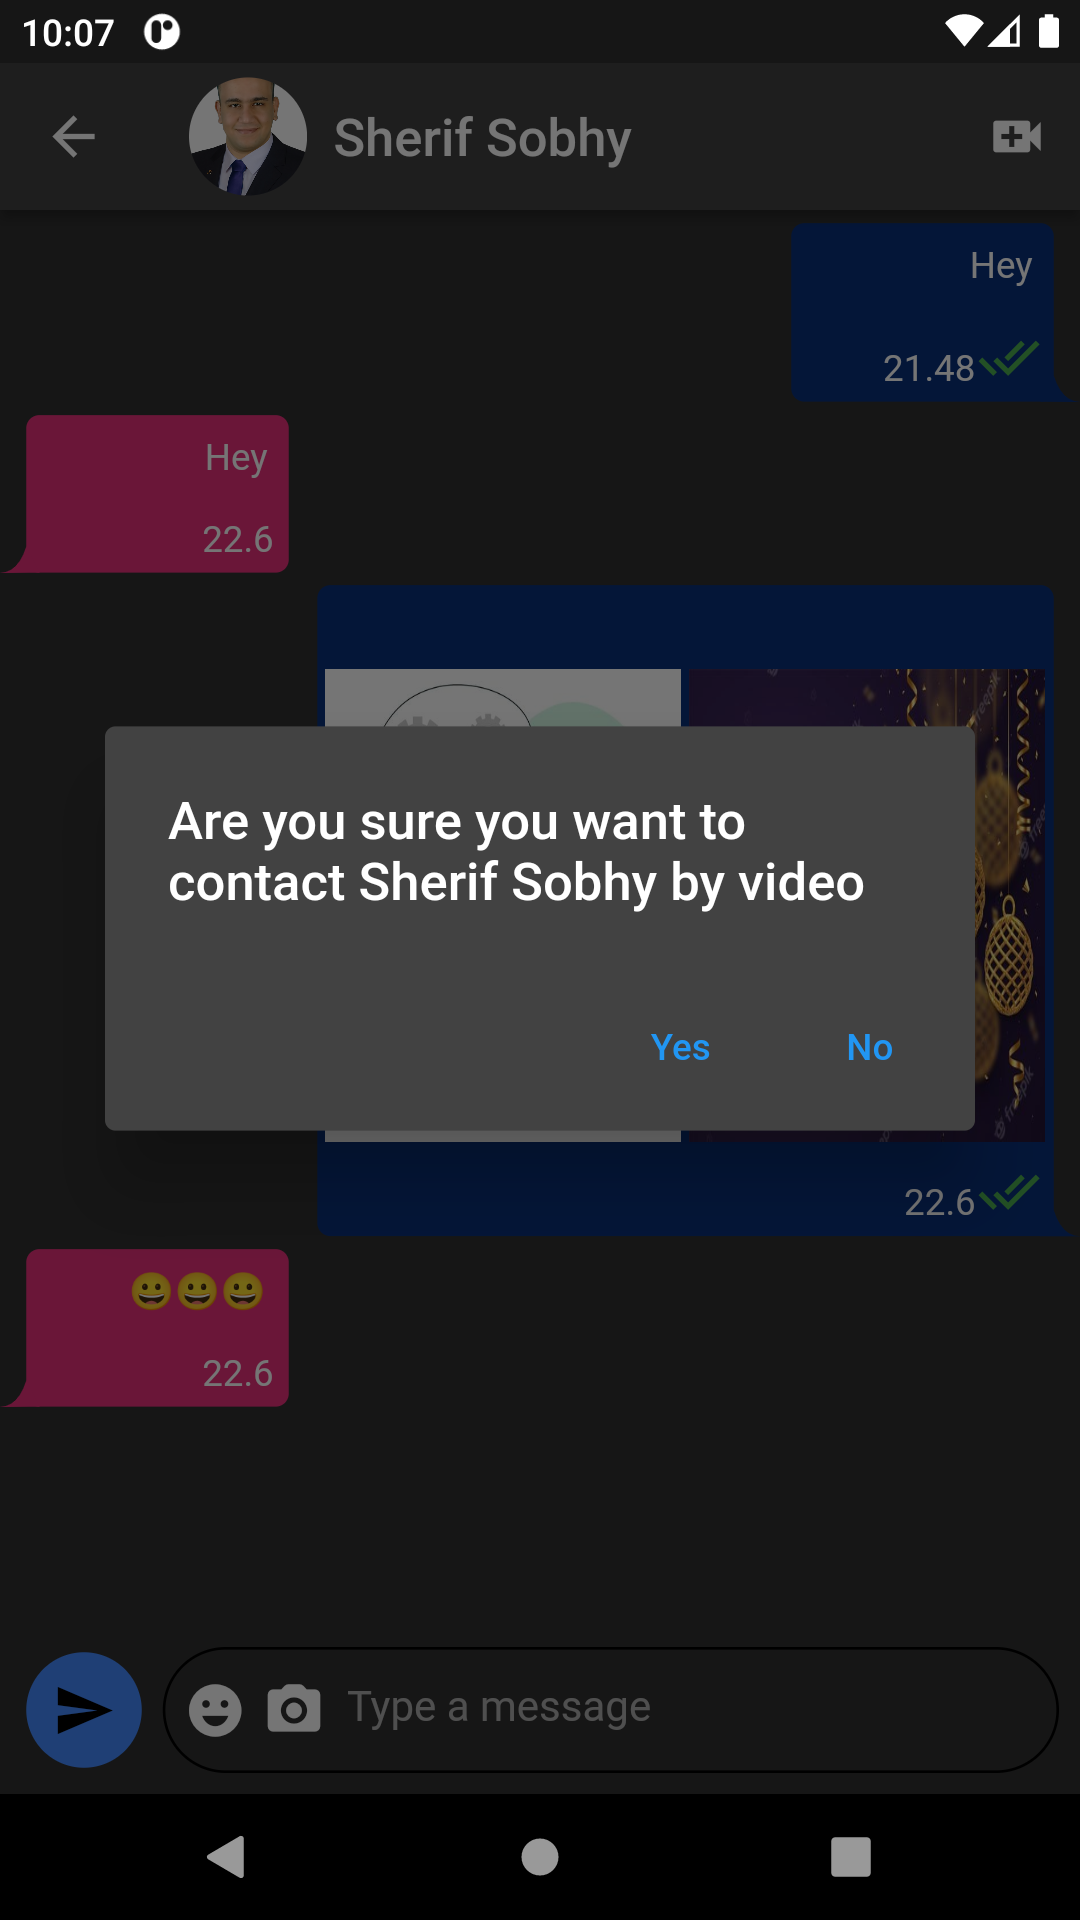 10:07
Sherif Sobhy
Hey
21.48
Hey
22.6
Are you sure you want to
contact Sherif Sobhy by video
Yes
No
22.6
😀😀😀
22.6
Type a message